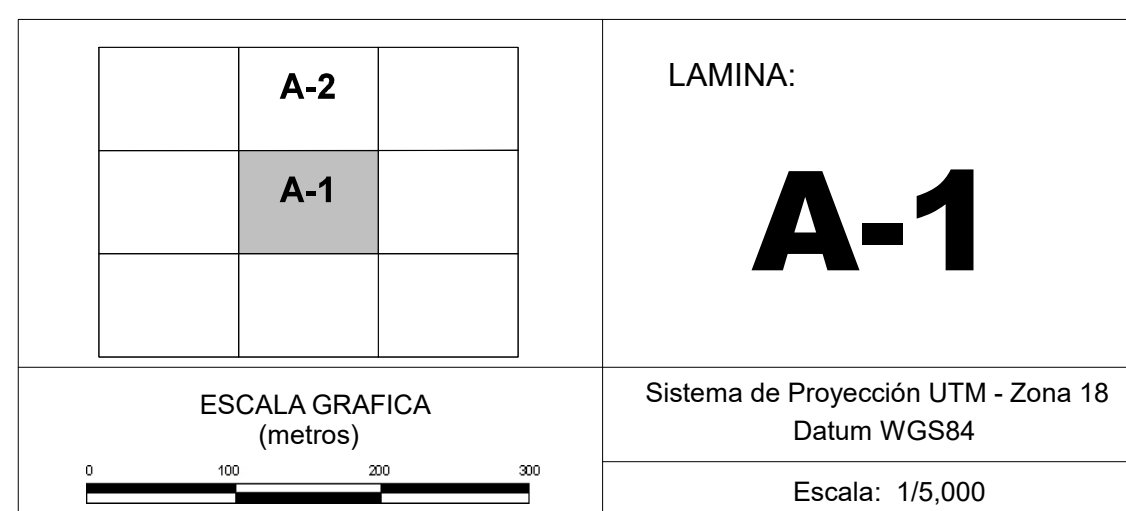 A-2
A-1
LAMINA:
A-1
ESCALA GRAFICA
(metros)
0 100 200 300
Sistema de Proyección UTM - Zona 18
Datum WGS84
Escala: 1/5,000